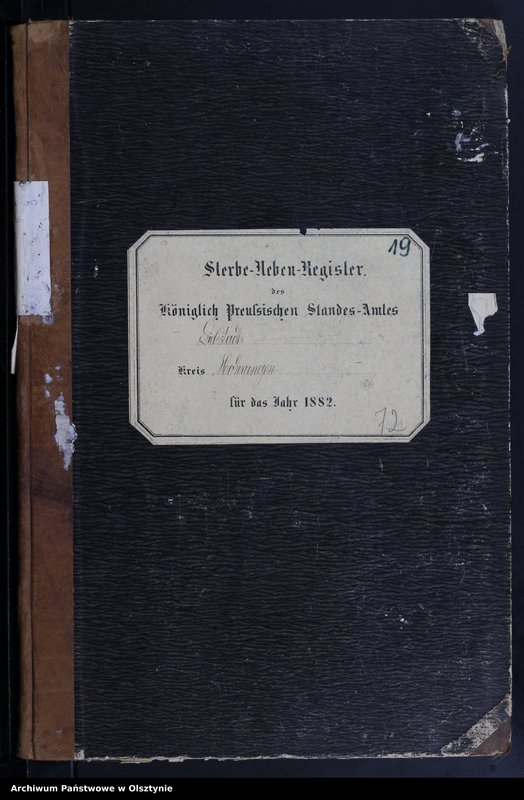 19
Sterbe-Neben-Register
des
Königlich Preußischen Standes-Amtes
Liebstadt
Kreis Mohrungen
für das Jahr 1882.
72
Archiwum Państwowe w Olsztynie